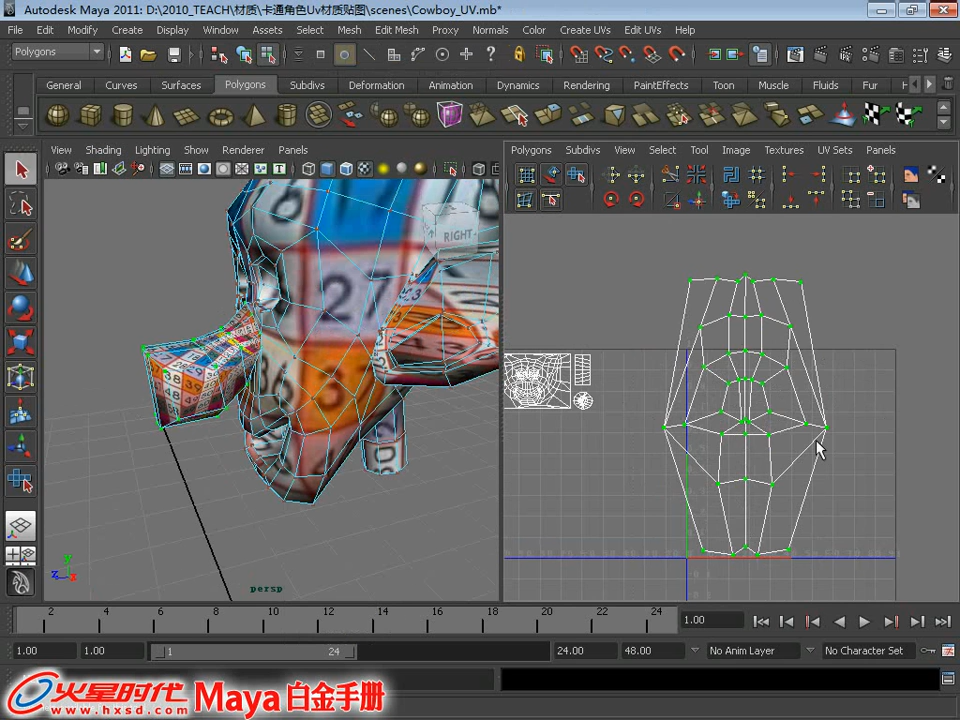 Autodesk Maya 2011: D:\2010_TEACH\材质\卡通角色Uv材质贴图\scenes\Cowboy_UV.mb*
File Edit Modify Create Display Window Assets Select Mesh Edit Mesh Proxy Normals Color Create UVs Edit UVs Help
Polygons
General Curves Surfaces Polygons Subdivs Deformation Animation Dynamics Rendering PaintEffects Toon Muscle Fluids Fur
View Shading Lighting Show Renderer Panels
Polygons Subdivs View Select Tool Image Textures UV Sets Panels
RIGHT
27
38
48
persp
2 4 6 8 10 12 14 16 18 20 22 24
1.00
1.00 1.00 1 24 24.00 48.00 No Anim Layer No Character Set
火星时代 Maya 白金手册
www.hxsd.com